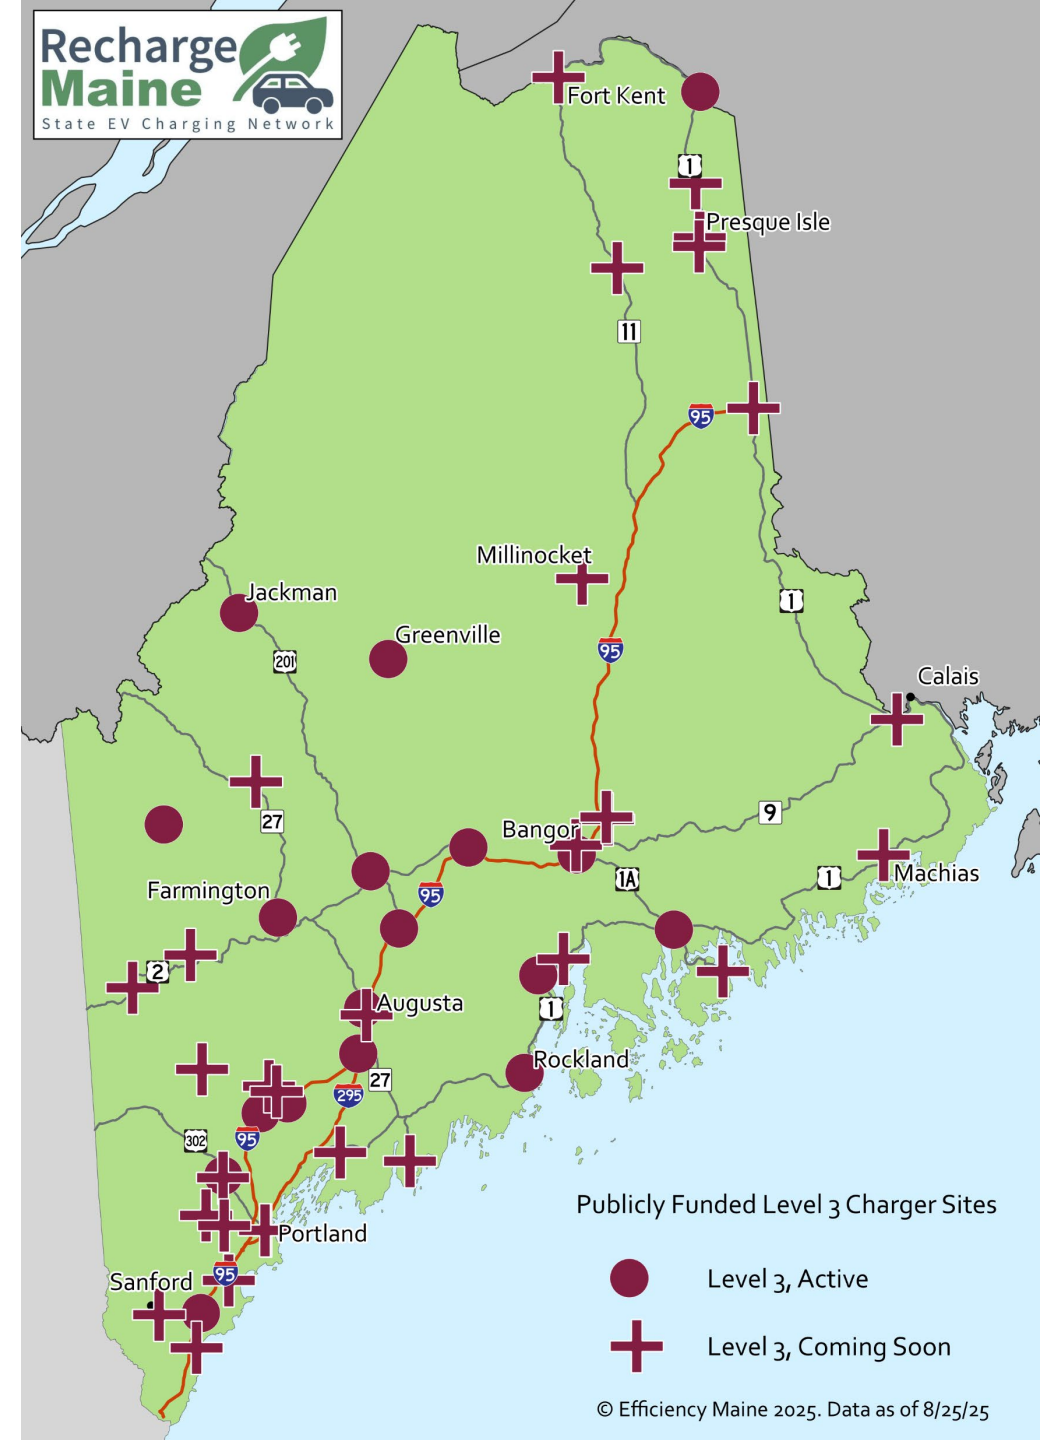 Recharge
Maine
State EV Charging Network
Fort Kent
1
Presque Isle
11
95
Millinocket
1
Jackman
Greenville
201
95
Calais
27
9
Bangor
1A
1
Machias
95
Farmington
2
Augusta
1
Rockland
27
295
302
95
Portland
95
Sanford
Publicly Funded Level 3 Charger Sites
Level 3, Active
Level 3, Coming Soon
© Efficiency Maine 2025. Data as of 8/25/25